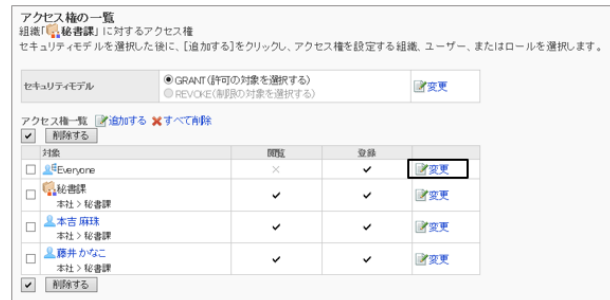 アクセス権の一覧
組織「秘書課」に対するアクセス権
セキュリティモデルを選択した後に、[追加する]をクリックし、アクセス権を設定する組織、ユーザー、またはロールを選択します。
セキュリティモデル
GRANT(許可の対象を選択する)
REVOKE(制限の対象を選択する)
変更
アクセス権一覧 追加する すべて削除
削除する
対象 閲覧 登録
Everyone 変更
秘書課
本社 > 秘書課
変更
本吉 麻珠
本社 > 秘書課
変更
藤井 かなこ
本社 > 秘書課
変更
削除する